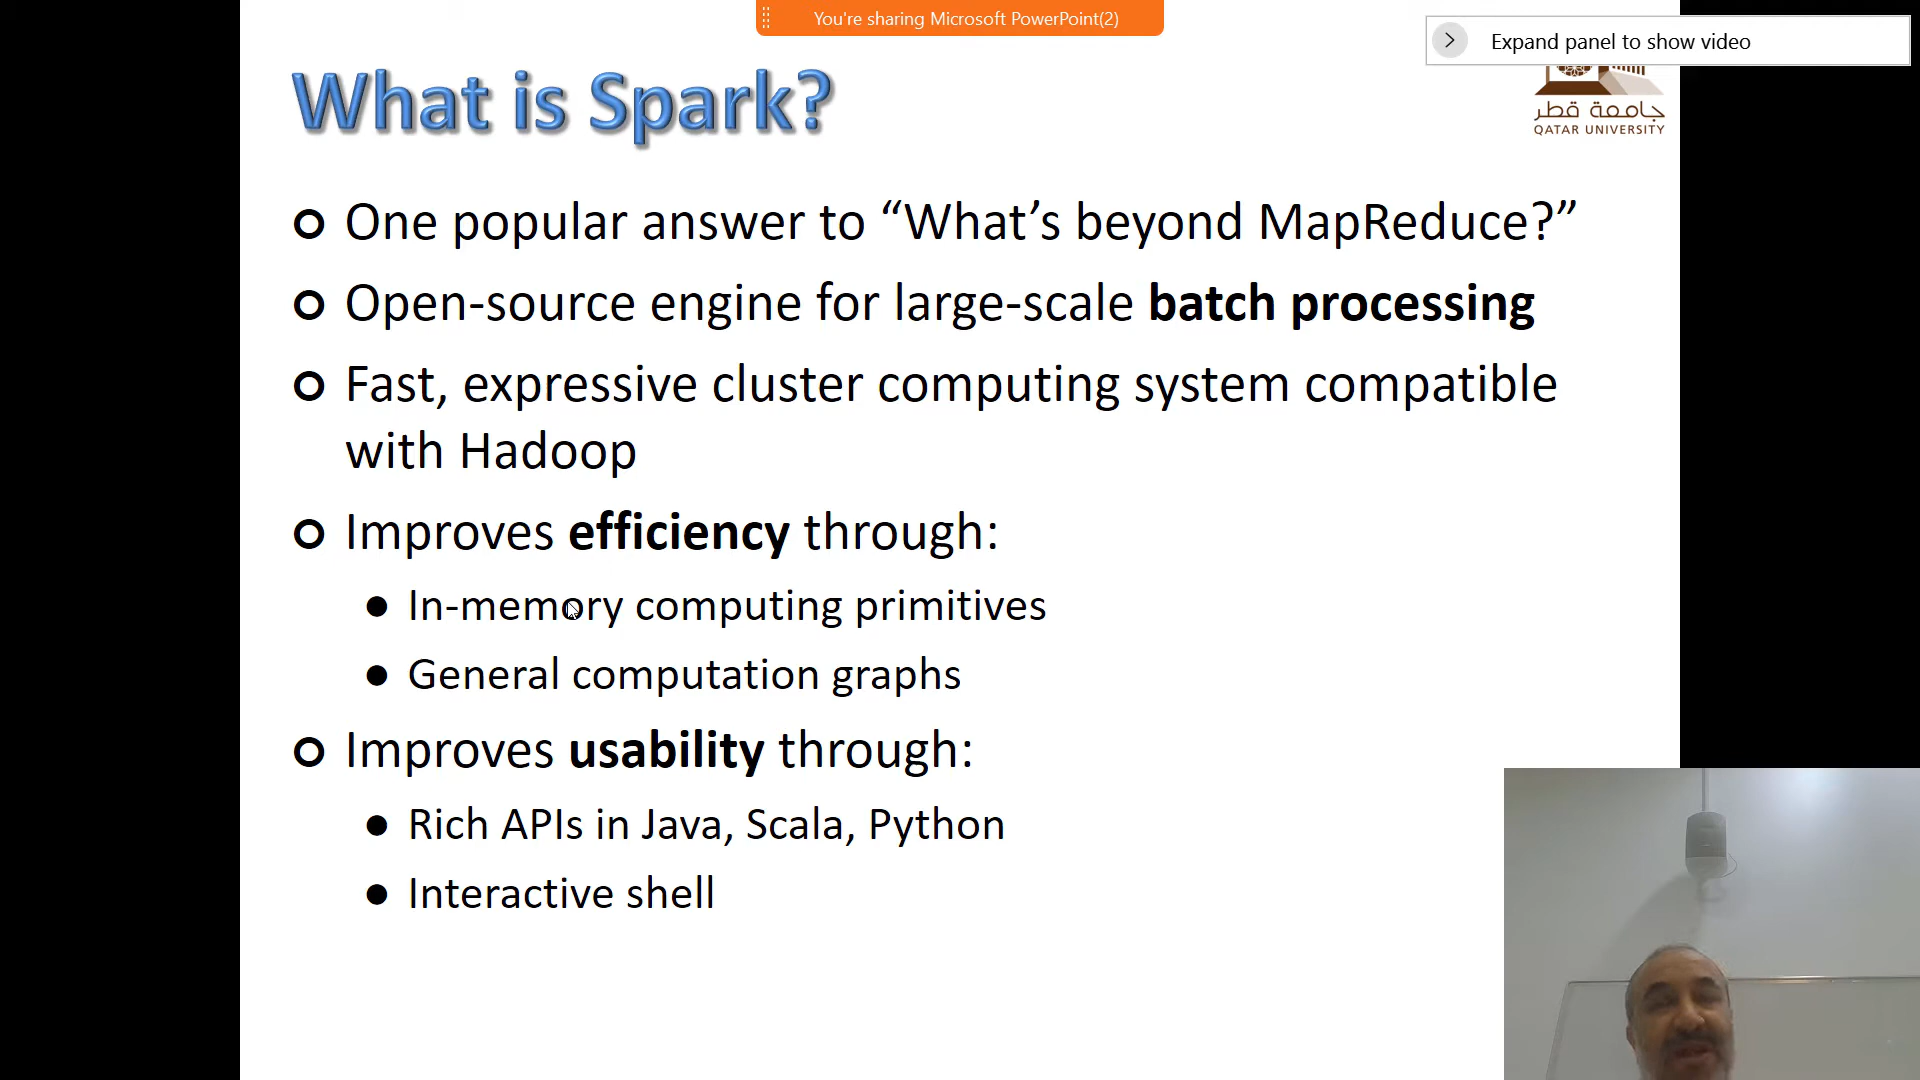 You're sharing Microsoft PowerPoint(2)
Expand panel to show video
What is Spark?
جامعة قطر
QATAR UNIVERSITY
One popular answer to “What’s beyond MapReduce?”
Open-source engine for large-scale batch processing
Fast, expressive cluster computing system compatible
with Hadoop
Improves efficiency through:
In-memory computing primitives
General computation graphs
Improves usability through:
Rich APIs in Java, Scala, Python
Interactive shell